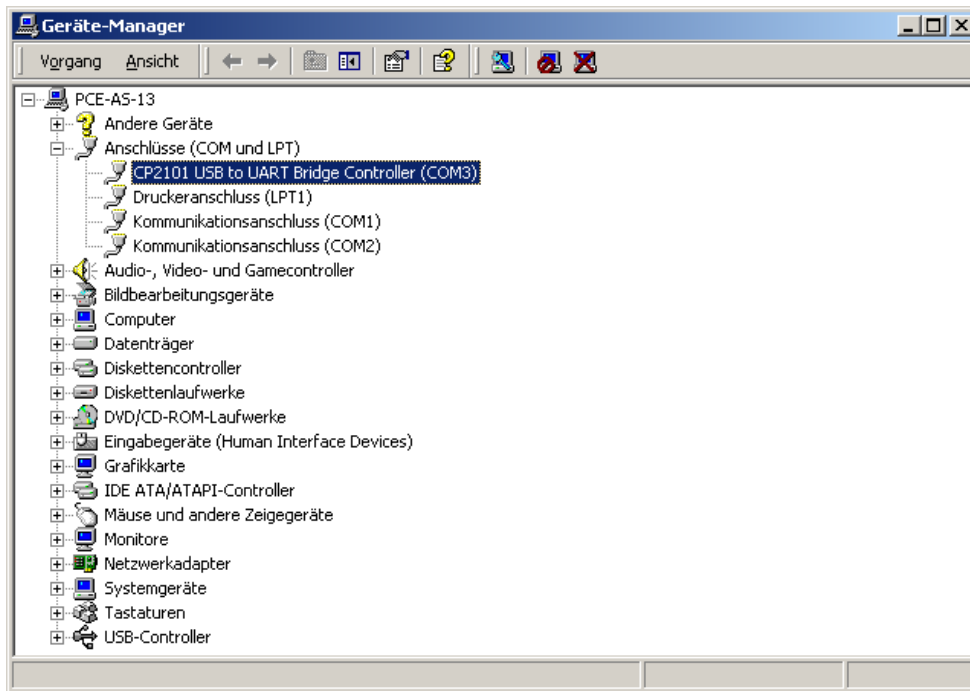 Geräte-Manager
Vorgang Ansicht
PCE-AS-13
Andere Geräte
Anschlüsse (COM und LPT)
CP2101 USB to UART Bridge Controller (COM3)
Druckeranschluss (LPT1)
Kommunikationsanschluss (COM1)
Kommunikationsanschluss (COM2)
Audio-, Video- und Gamecontroller
Bildbearbeitungsgeräte
Computer
Datenträger
Diskettencontroller
Diskettenlaufwerke
DVD/CD-ROM-Laufwerke
Eingabegeräte (Human Interface Devices)
Grafikkarte
IDE ATA/ATAPI-Controller
Mäuse und andere Zeigegeräte
Monitore
Netzwerkadapter
Systemgeräte
Tastaturen
USB-Controller